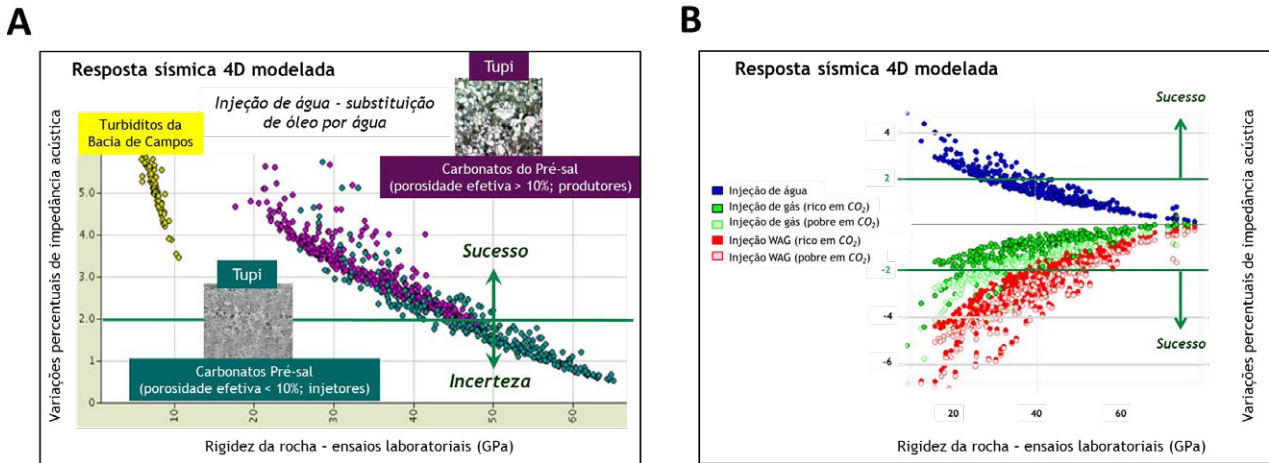 A
Resposta sísmica 4D modelada
Tupi
Injeção de água - substituição
de óleo por água
Turbiditos da
Bacia de Campos
Carbonatos do Pré-sal
(porosidade efetiva > 10%; produtores)
Variações percentuais de impedância acústica
5.0
4.0
3.0
2.0
1
0
Sucesso
Tupi
Carbonatos Pré-sal
(porosidade efetiva < 10%; injetores)
Incerteza
10
20
30
40
50
60
Rigidez da rocha - ensaios laboratoriais (GPa)
B
Resposta sísmica 4D modelada
Sucesso
4
2
-2
-4
-6
Injeção de água
Injeção de gás (rico em CO₂)
Injeção de gás (pobre em CO₂)
Injeção WAG (rico em CO₂)
Injeção WAG (pobre em CO₂)
Sucesso
20
40
60
Variações percentuais de impedância acústica
Rigidez da rocha - ensaios laboratoriais (GPa)